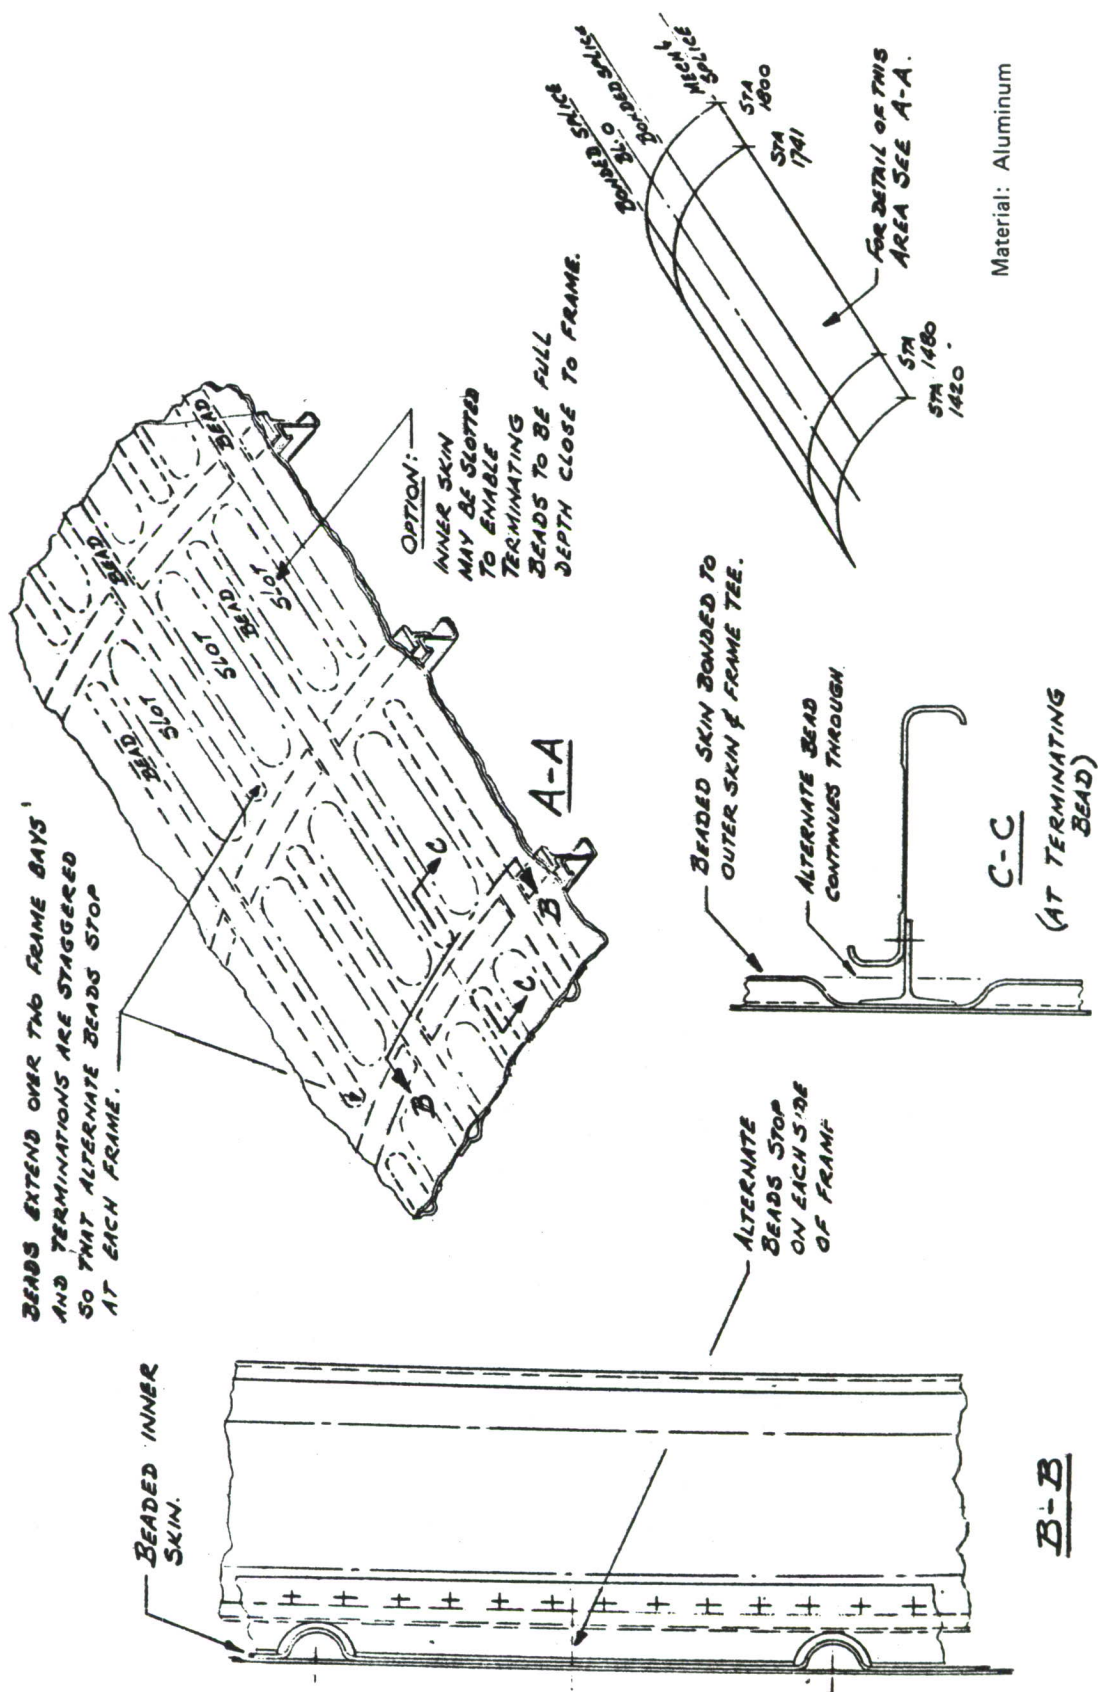 BEADS EXTEND OVER TWO FRAME BAYS
AND TERMINATIONS ARE STAGGERED
SO THAT ALTERNATE BEADS STOP
AT EACH FRAME.
BEAD
SLOT
SLOT
BEAD
SLOT
BEAD
BEAD
OPTION:
INNER SKIN
MAY BE SLOTTED
TO ENABLE
TERMINATING
BEADS TO BE FULL
DEPTH CLOSE TO FRAME.
B
B
C
C
A-A
BONDED SPLICE
BL.O
BONDED SPLICE
MECH'L
SPLICE
STA
1800
STA
1741
STA
1480
STA
1420
FOR DETAIL OF THIS
AREA SEE A-A.
Material: Aluminum
BEADED INNER
SKIN.
ALTERNATE
BEADS STOP
ON EACH SIDE
OF FRAME
B-B
BEADED SKIN BONDED TO
OUTER SKIN & FRAME TEE.
ALTERNATE BEAD
CONTINUES THROUGH
C-C
(AT TERMINATING
BEAD)